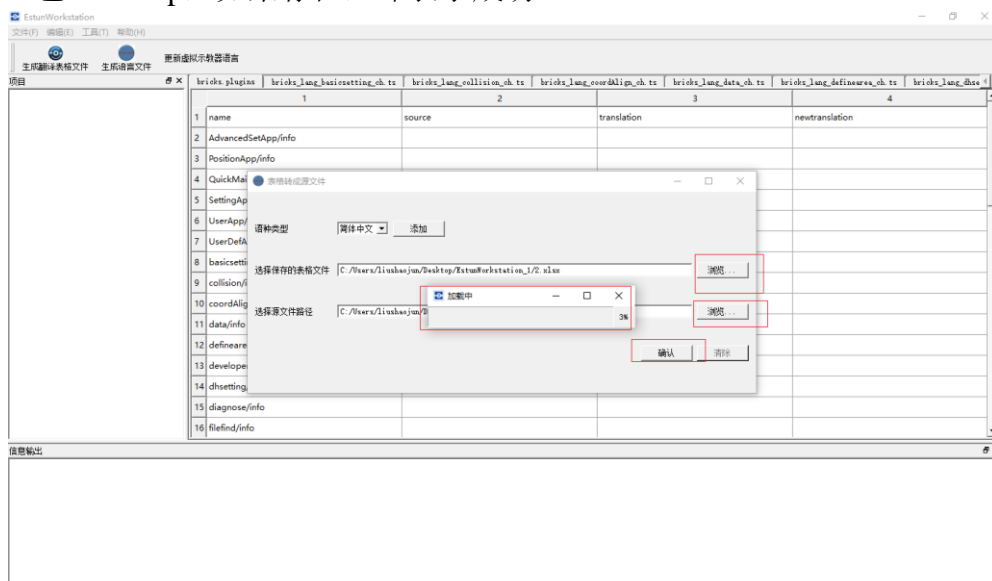 EstunWorkstation
文件(F) 编辑(E) 工具(T) 帮助(H)
生成翻译表格文件 生成语言文件 更新虚拟示教器语言
项目
bricks.plugins bricks_lang_basicsetting_ch.ts bricks_lang_collision_ch.ts bricks_lang_coordAlign_ch.ts bricks_lang_data_ch.ts bricks_lang_definearea_ch.ts bricks_lang_dhse
1 2 3 4
1 name source translation newtranslation
2 AdvancedSetApp/info
3 PositionApp/info
4 QuickMai
表格转成源文件
5 SettingAp
6 UserApp/
语种类型 简体中文 添加
7 UserDefA
8 basicsetti
选择保存的表格文件 C:/Users/liushaojun/Desktop/EstunWorkstation_1/2.xlsx 浏览...
9 collision/i
加载中
10 coordAlig
选择源文件路径 C:/Users/liushaojun/D 浏览...
3%
11 data/info
12 defineare
确认 清除
13 develope
14 dhsetting
15 diagnose/info
16 filefind/info
信息输出